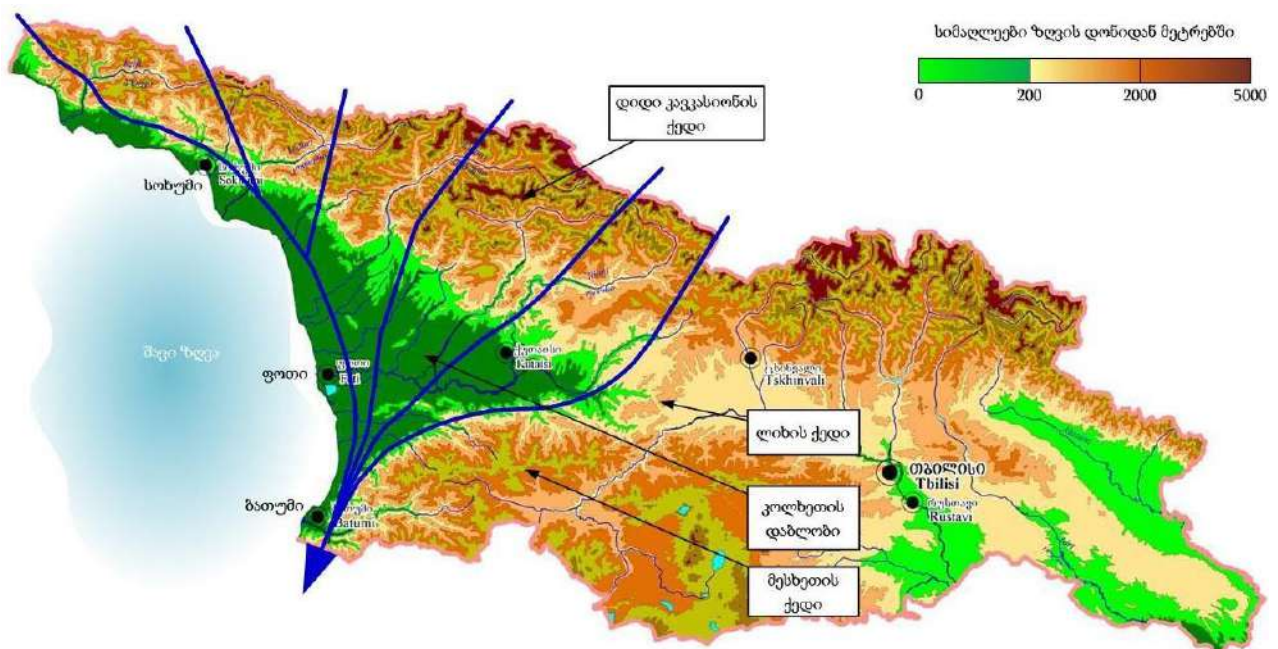 სიმაღლეები ზღვის დონიდან მეტრებში
0 200 2000 5000
დიდი კავკასიონის
ქედი
სოხუმი
შავი ზღვა
ფოთი
ფოთი
Poti
ქუთაისი
Kutaisi
ცხინვალი
Tskhinvali
ლიხის ქედი
თბილისი
Tbilisi
რუსთავი
Rustavi
ბათუმი
Batumi
კოლხეთის
დაბლობი
მესხეთის
ქედი